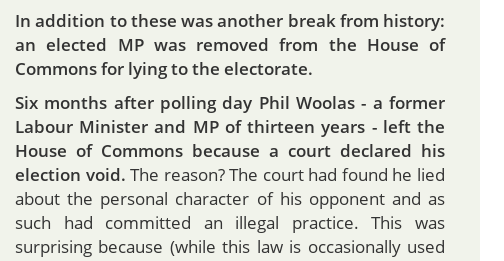 In addition to these was another break from history:
an elected MP was removed from the House of
Commons for lying to the electorate.
Six months after polling day Phil Woolas - a former
Labour Minister and MP of thirteen years - left the
House of Commons because a court declared his
election void. The reason? The court had found he lied
about the personal character of his opponent and as
such had committed an illegal practice. This was
surprising because (while this law is occasionally used